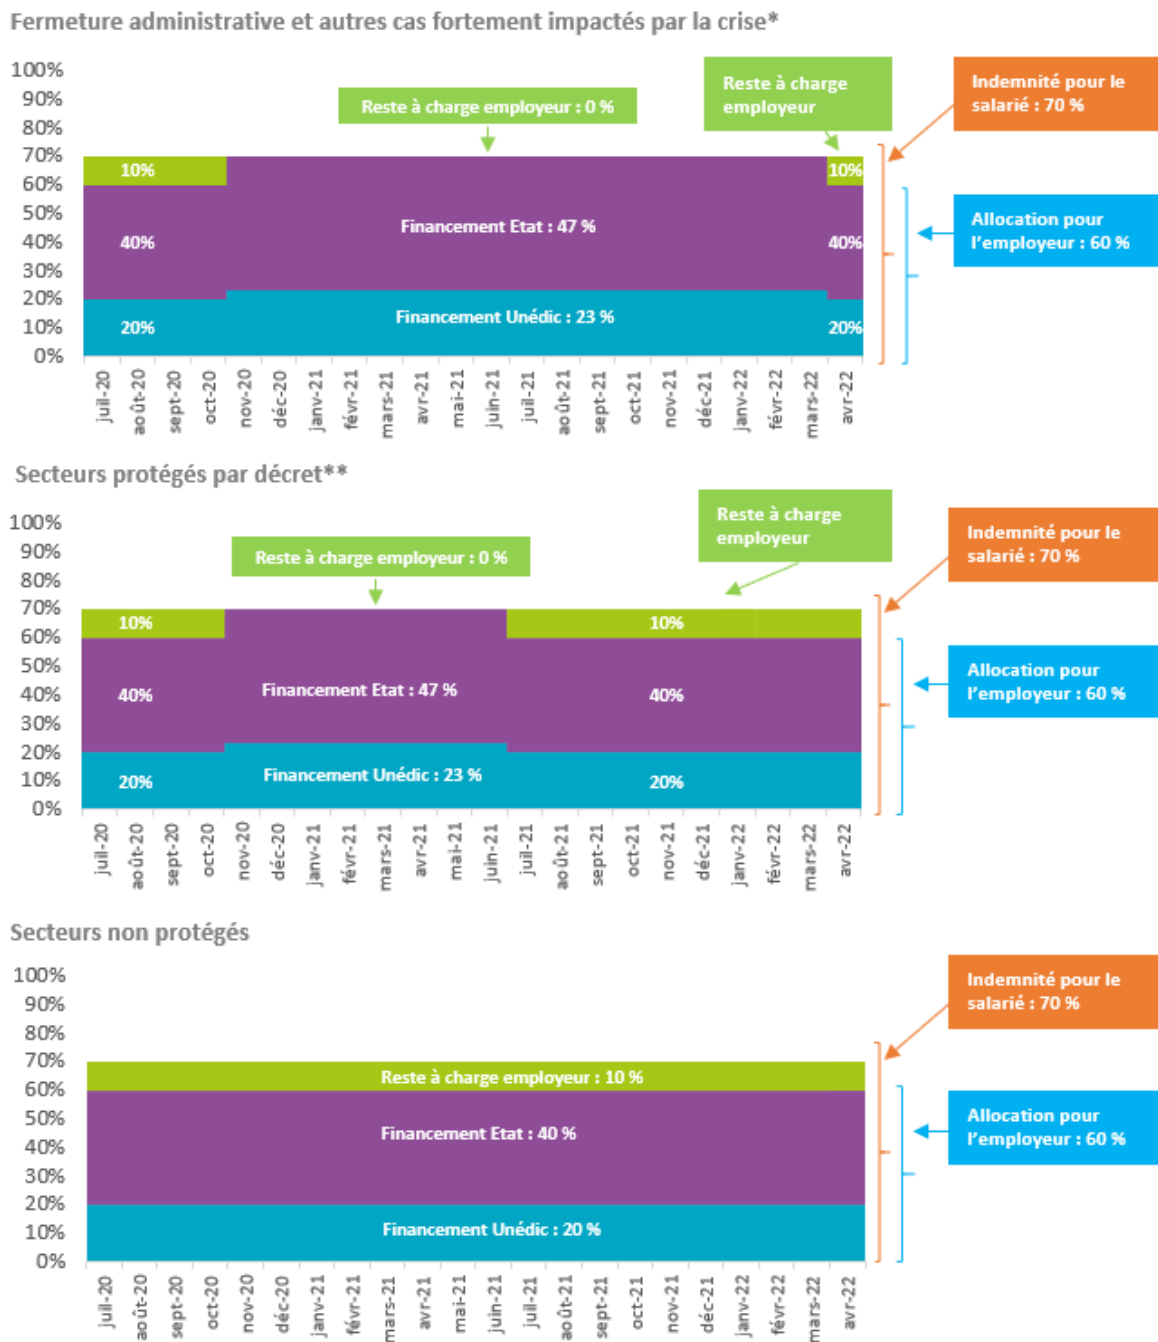 Fermeture administrative et autres cas fortement impactés par la crise*
100%
90%
80%
70%
60%
50%
40%
30%
20%
10%
0%
Reste à charge employeur : 0 %
Reste à charge
employeur
Indemnité pour le
salarié : 70 %
Allocation pour
l'employeur : 60 %
10%
40%
20%
Financement Etat : 47 %
Financement Unédic : 23 %
10%
40%
20%
juil-20
août-20
sept-20
oct-20
nov-20
déc-20
janv-21
févr-21
mars-21
avr-21
mai-21
juin-21
juil-21
août-21
sept-21
oct-21
nov-21
déc-21
janv-22
févr-22
mars-22
avr-22
Secteurs protégés par décret**
100%
90%
80%
70%
60%
50%
40%
30%
20%
10%
0%
Reste à charge employeur : 0 %
Reste à charge
employeur
Indemnité pour le
salarié : 70 %
Allocation pour
l'employeur : 60 %
10%
40%
20%
Financement Etat : 47 %
Financement Unédic : 23 %
10%
40%
20%
juil-20
août-20
sept-20
oct-20
nov-20
déc-20
janv-21
févr-21
mars-21
avr-21
mai-21
juin-21
juil-21
août-21
sept-21
oct-21
nov-21
déc-21
janv-22
févr-22
mars-22
avr-22
Secteurs non protégés
100%
90%
80%
70%
60%
50%
40%
30%
20%
10%
0%
Indemnité pour le
salarié : 70 %
Allocation pour
l'employeur : 60 %
Reste à charge employeur : 10 %
Financement Etat : 40 %
Financement Unédic : 20 %
juil-20
août-20
sept-20
oct-20
nov-20
déc-20
janv-21
févr-21
mars-21
avr-21
mai-21
juin-21
juil-21
août-21
sept-21
oct-21
nov-21
déc-21
janv-22
févr-22
mars-22
avr-22